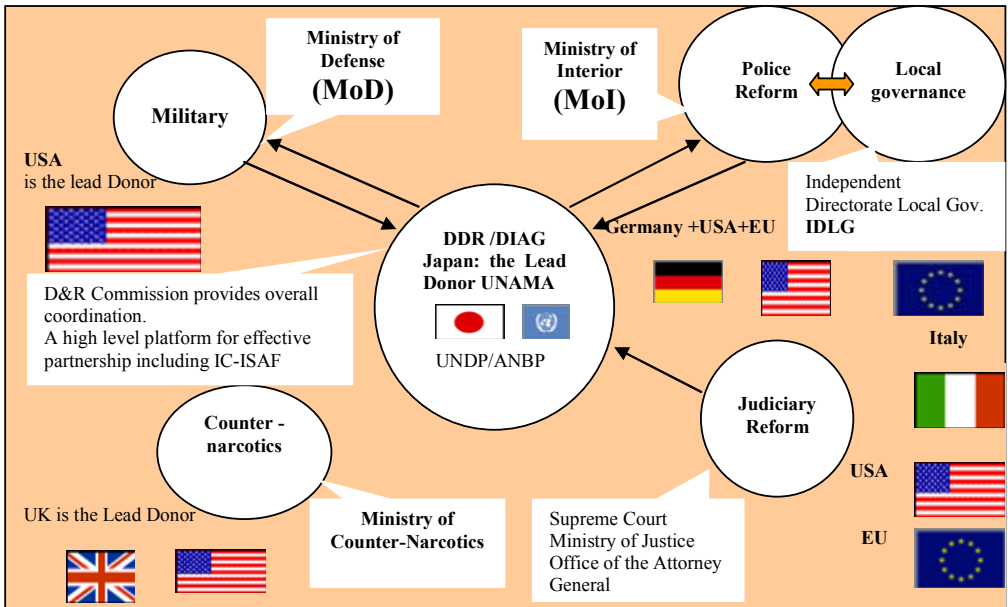 Ministry of
Defense
(MoD)
Military
USA
is the lead Donor
Ministry of
Interior
(MoI)
Police
Reform
Local
governance
Independent
Directorate Local Gov.
IDLG
Germany +USA+EU
DDR /DIAG
Japan: the Lead
Donor UNAMA
UNDP/ANBP
D&R Commission provides overall
coordination.
A high level platform for effective
partnership including IC-ISAF
Counter -
narcotics
UK is the Lead Donor
Ministry of
Counter-Narcotics
Judiciary
Reform
Supreme Court
Ministry of Justice
Office of the Attorney
General
Italy
USA
EU